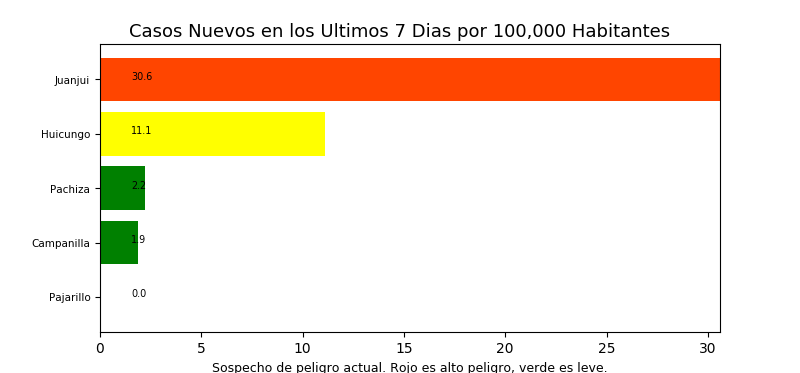 Casos Nuevos en los Ultimos 7 Dias por 100,000 Habitantes
Juanjui 30.6
Huicungo 11.1
Pachiza 2.2
Campanilla 1.9
Pajarillo 0.0
0 5 10 15 20 25 30
Sospecho de peligro actual. Rojo es alto peligro, verde es leve.